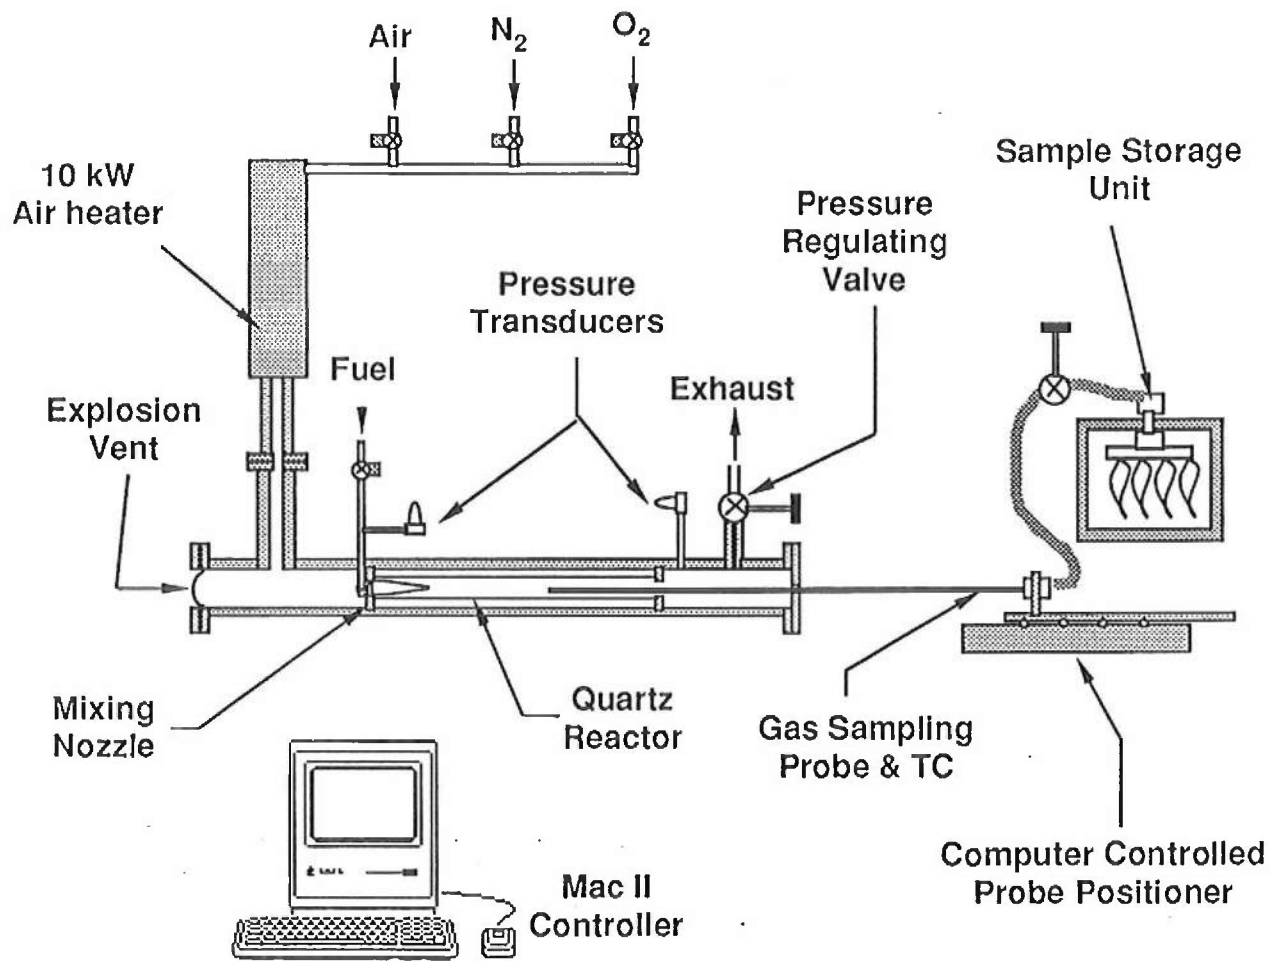 Air
N₂
O₂
10 kW
Air heater
Sample Storage
Unit
Pressure
Regulating
Valve
Pressure
Transducers
Fuel
Exhaust
Explosion
Vent
Mixing
Nozzle
Quartz
Reactor
Gas Sampling
Probe & TC
Computer Controlled
Probe Positioner
Mac II
Controller